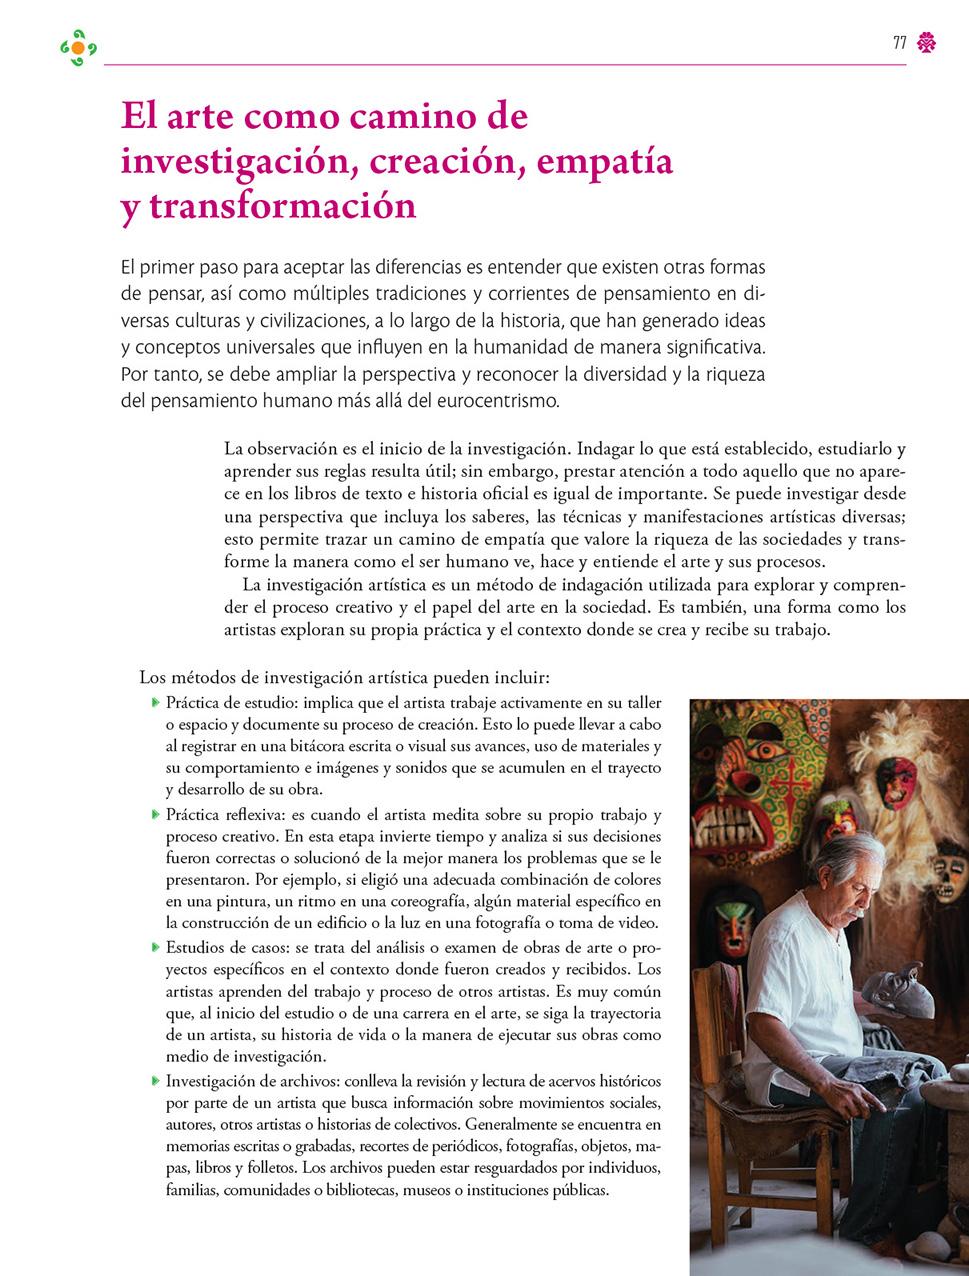 77
El arte como camino de
investigación, creación, empatía
y transformación
El primer paso para aceptar las diferencias es entender que existen otras formas
de pensar, así como múltiples tradiciones y corrientes de pensamiento en di-
versas culturas y civilizaciones, a lo largo de la historia, que han generado ideas
y conceptos universales que influyen en la humanidad de manera significativa.
Por tanto, se debe ampliar la perspectiva y reconocer la diversidad y la riqueza
del pensamiento humano más allá del eurocentrismo.
La observación es el inicio de la investigación. Indagar lo que está establecido, estudiarlo y
aprender sus reglas resulta útil; sin embargo, prestar atención a todo aquello que no apare-
ce en los libros de texto e historia oficial es igual de importante. Se puede investigar desde
una perspectiva que incluya los saberes, las técnicas y manifestaciones artísticas diversas;
esto permite trazar un camino de empatía que valore la riqueza de las sociedades y trans-
forme la manera como el ser humano ve, hace y entiende el arte y sus procesos.
La investigación artística es un método de indagación utilizada para explorar y compren-
der el proceso creativo y el papel del arte en la sociedad. Es también, una forma como los
artistas exploran su propia práctica y el contexto donde se crea y recibe su trabajo.
Los métodos de investigación artística pueden incluir:
Práctica de estudio: implica que el artista trabaje activamente en su taller
o espacio y documente su proceso de creación. Esto lo puede llevar a cabo
al registrar en una bitácora escrita o visual sus avances, uso de materiales y
su comportamiento e imágenes y sonidos que se acumulen en el trayecto
y desarrollo de su obra.
Práctica reflexiva: es cuando el artista medita sobre su propio trabajo y
proceso creativo. En esta etapa invierte tiempo y analiza si sus decisiones
fueron correctas o solucionó de la mejor manera los problemas que se le
presentaron. Por ejemplo, si eligió una adecuada combinación de colores
en una pintura, un ritmo en una coreografía, algún material específico en
la construcción de un edificio o la luz en una fotografía o toma de video.
Estudios de casos: se trata del análisis o examen de obras de arte o pro-
yectos específicos en el contexto donde fueron creados y recibidos. Los
artistas aprenden del trabajo y proceso de otros artistas. Es muy común
que, al inicio del estudio o de una carrera en el arte, se siga la trayectoria
de un artista, su historia de vida o la manera de ejecutar sus obras como
medio de investigación.
Investigación de archivos: conlleva la revisión y lectura de acervos históricos
por parte de un artista que busca información sobre movimientos sociales,
autores, otros artistas o historias de colectivos. Generalmente se encuentra en
memorias escritas o grabadas, recortes de periódicos, fotografías, objetos, ma-
pas, libros y folletos. Los archivos pueden estar resguardados por individuos,
familias, comunidades o bibliotecas, museos o instituciones públicas.